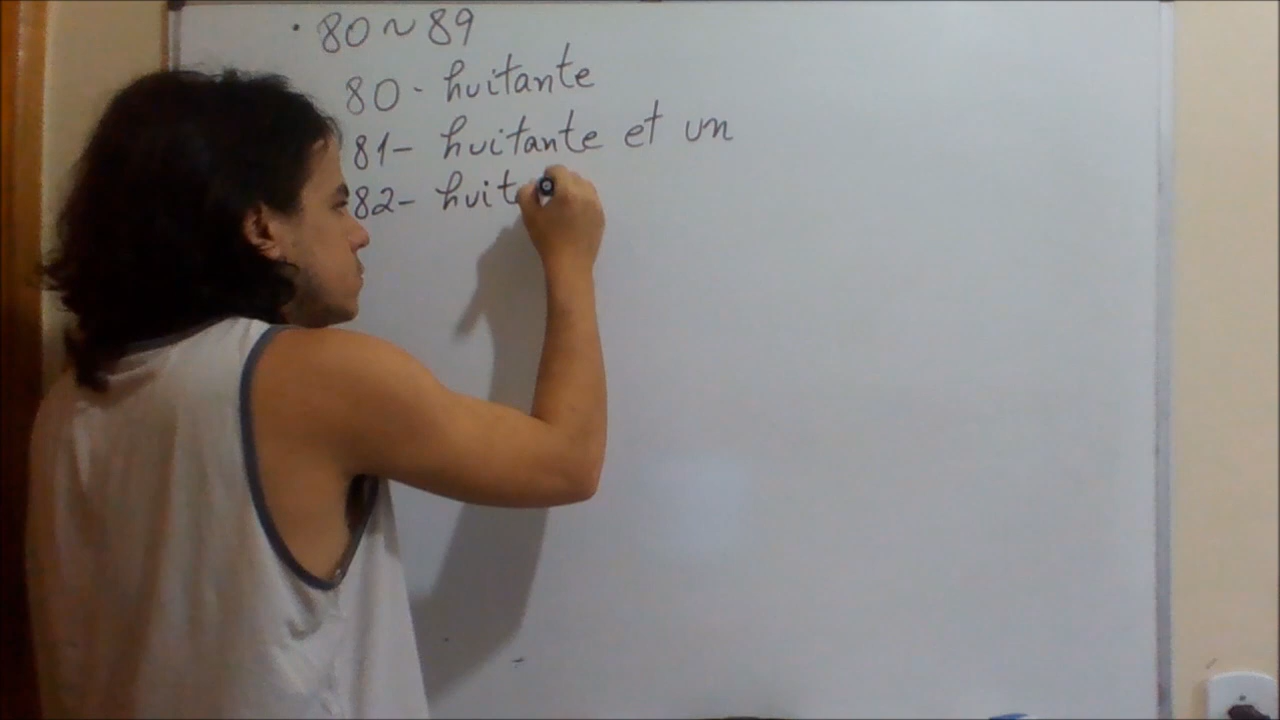 • 80 ~ 89
80 - huitante
81 - huitante et un
82 - huit